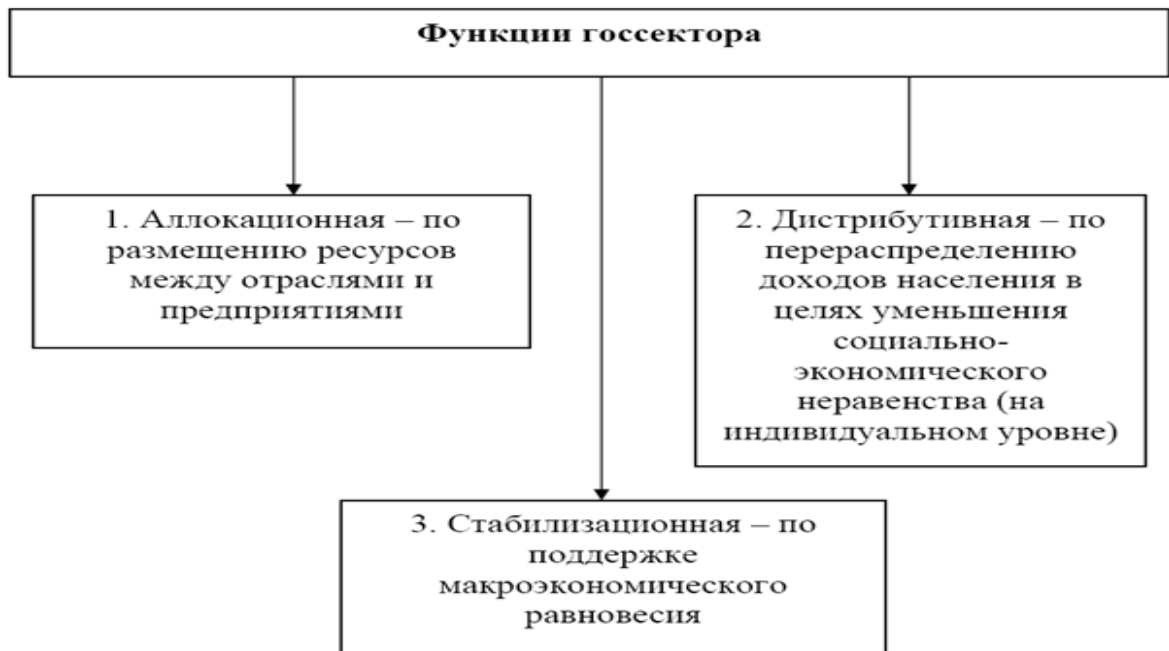 Функции госсектора
1. Аллокационная – по
размещению ресурсов
между отраслями и
предприятиями
2. Дистрибутивная – по
перераспределению
доходов населения в
целях уменьшения
социально-
экономического
неравенства (на
индивидуальном уровне)
3. Стабилизационная – по
поддержке
макроэкономического
равновесия